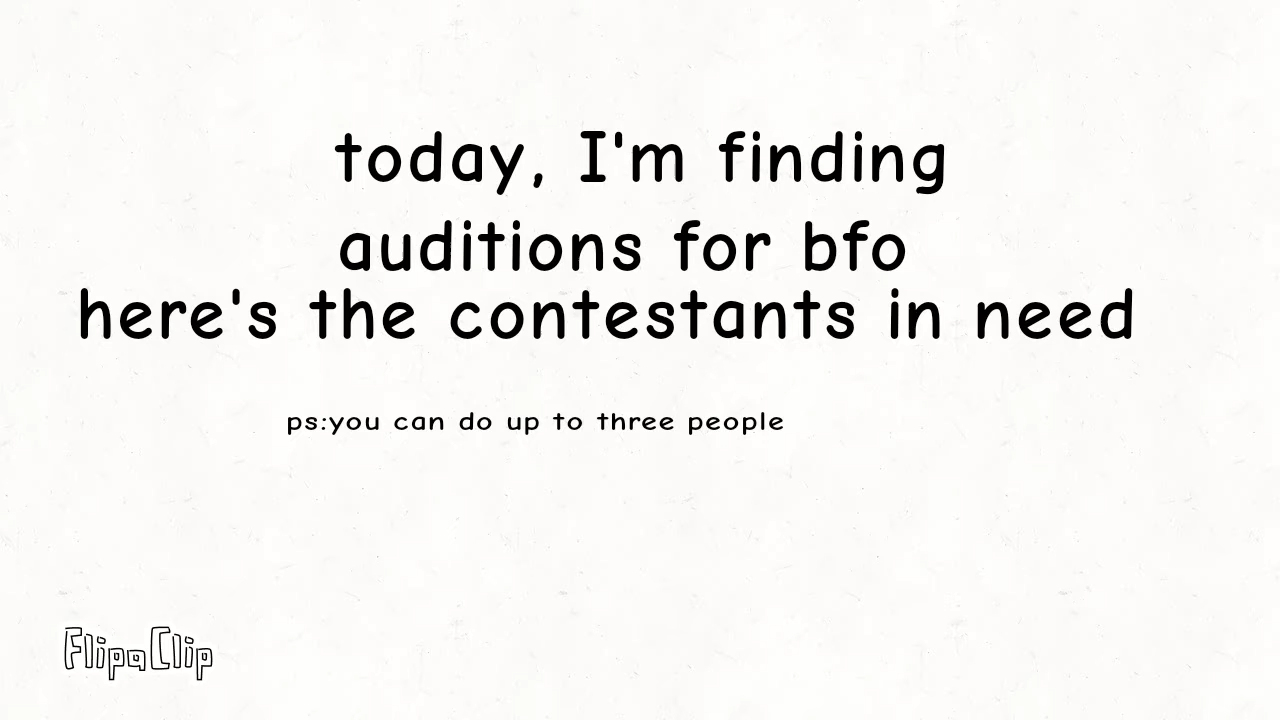 today, I'm finding
auditions for bfo
here's the contestants in need
ps:you can do up to three people
FlipaClip